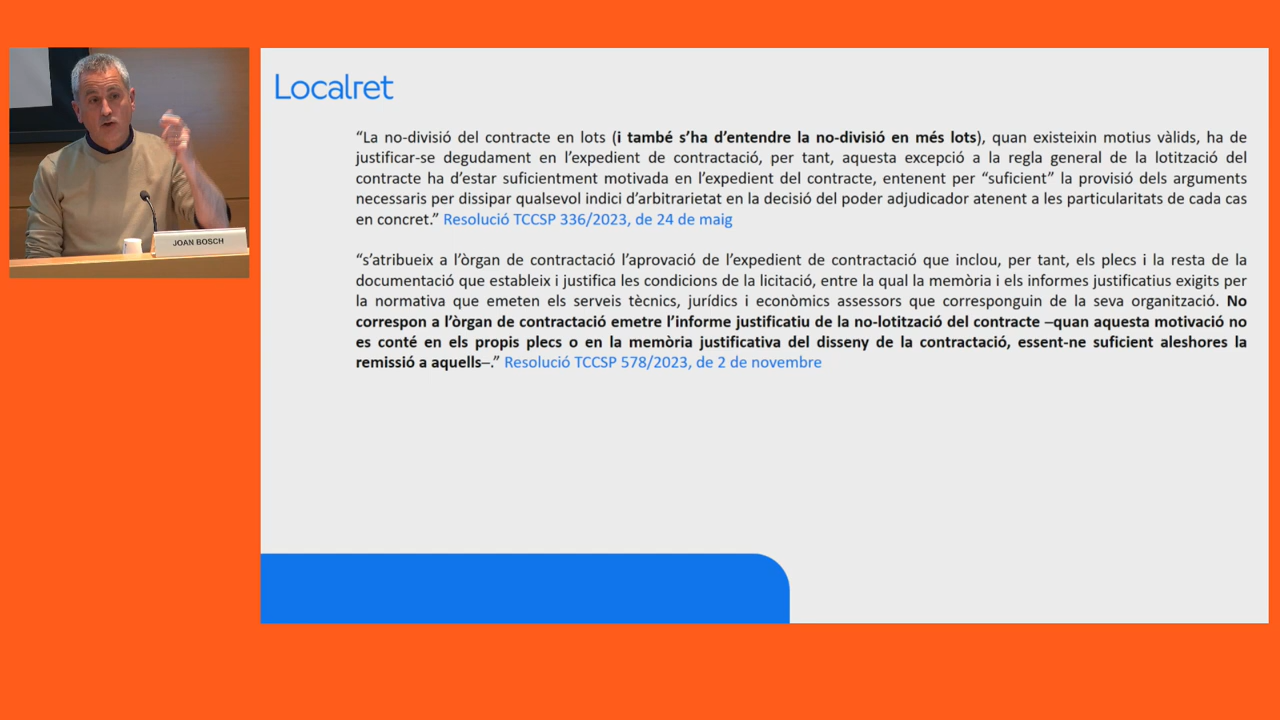 Localret
“La no-divisió del contracte en lots (i també s’ha d’entendre la no-divisió en més lots), quan existeixin motius vàlids, ha de
justificar-se degudament en l’expedient de contractació, per tant, aquesta excepció a la regla general de la lotització del
contracte ha d’estar suficientment motivada en l’expedient del contracte, entenent per “suficient” la provisió dels arguments
necessaris per dissipar qualsevol indici d’arbitrarietat en la decisió del poder adjudicador atenent a les particularitats de cada cas
en concret.” Resolució TCCSP 336/2023, de 24 de maig
“s’atribueix a l’òrgan de contractació l’aprovació de l’expedient de contractació que inclou, per tant, els plecs i la resta de la
documentació que estableix i justifica les condicions de la licitació, entre la qual la memòria i els informes justificatius exigits per
la normativa que emeten els serveis tècnics, jurídics i econòmics assessors que corresponguin de la seva organització. No
correspon a l’òrgan de contractació emetre l’informe justificatiu de la no-lotització del contracte –quan aquesta motivació no
es conté en els propis plecs o en la memòria justificativa del disseny de la contractació, essent-ne suficient aleshores la
remissió a aquells–.” Resolució TCCSP 578/2023, de 2 de novembre
JOAN BOSCH